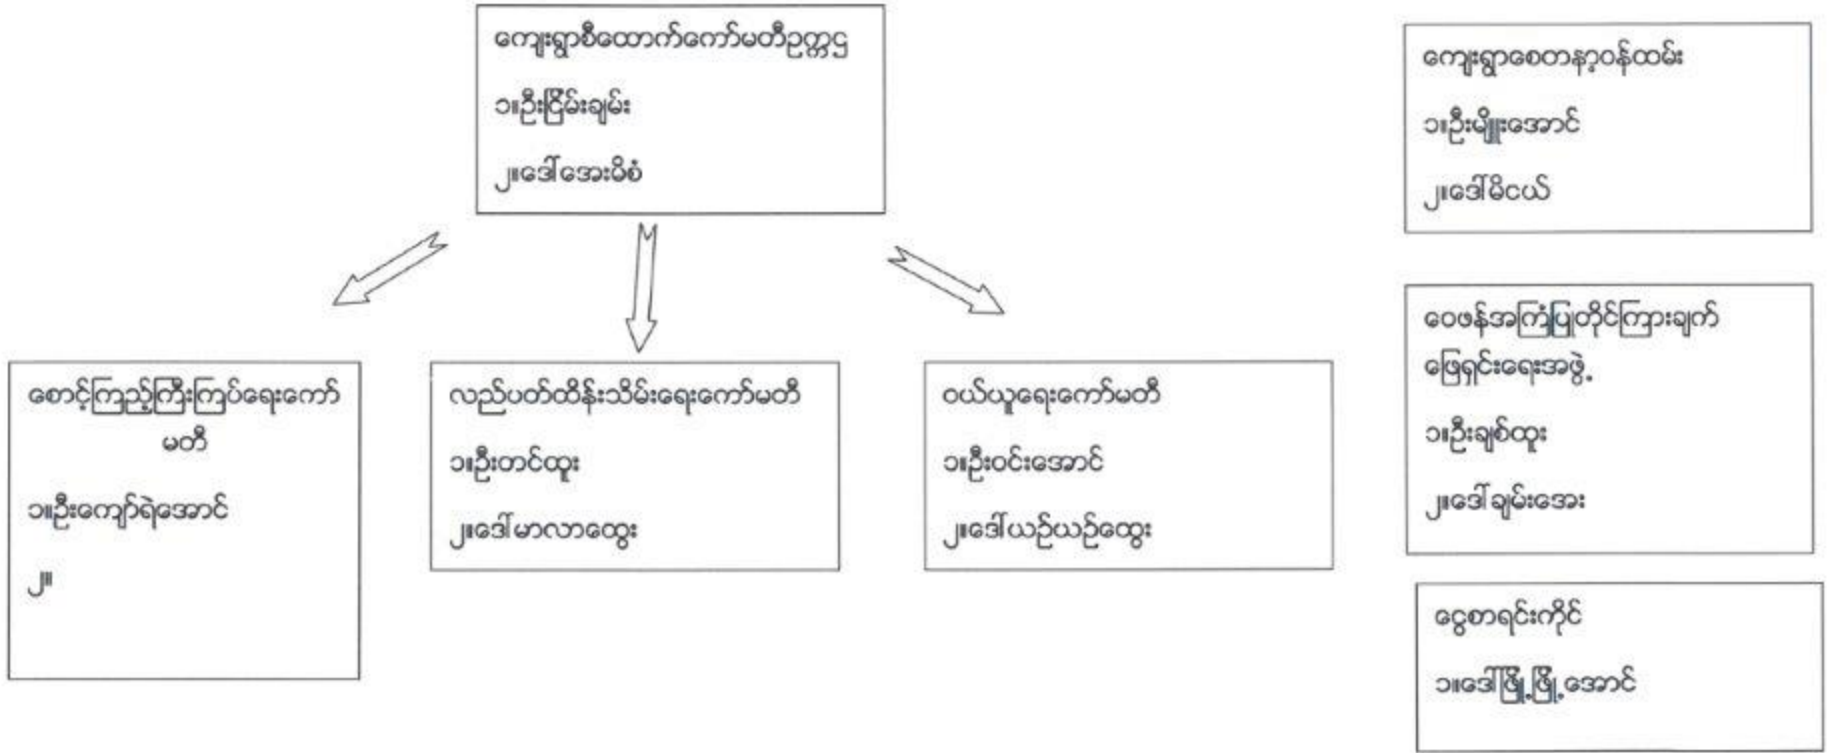 ကျေးရွာစီထောက်ကော်မတီဥက္ကဌ
၁။ဦးငြိမ်းချမ်း
၂။ဒေါ်အေးမိစံ
ကျေးရွာစေတနာ့ဝန်ထမ်း
၁။ဦးမျိူးအောင်
၂။ဒေါ်မိငယ်
စောင့်ကြည့်ကြီးကြပ်ရေးကော်
မတီ
၁။ဦးကျော်ရဲအောင်
၂။
လည်ပတ်ထိန်းသိမ်းရေးကော်မတီ
၁။ဦးတင်ထူး
၂။ဒေါ်မာလာထွေး
ဝယ်ယူရေးကော်မတီ
၁။ဦးဝင်းအောင်
၂။ဒေါ်ယဉ်ယဉ်ထွေး
ဝေဖန်အကြံပြုတိုင်ကြားချက်
ဖြေရှင်းရေးအဖွဲ့
၁။ဦးချစ်ထူး
၂။ဒေါ်ချမ်းအေး
ငွေစာရင်းကိုင်
၁။ဒေါ်ဖြို့ဖြို့အောင်